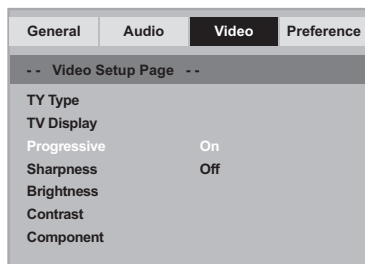 General Audio Video Preference
- - Video Setup Page - -
TY Type
TV Display
Progressive On
Sharpness Off
Brightness
Contrast
Component